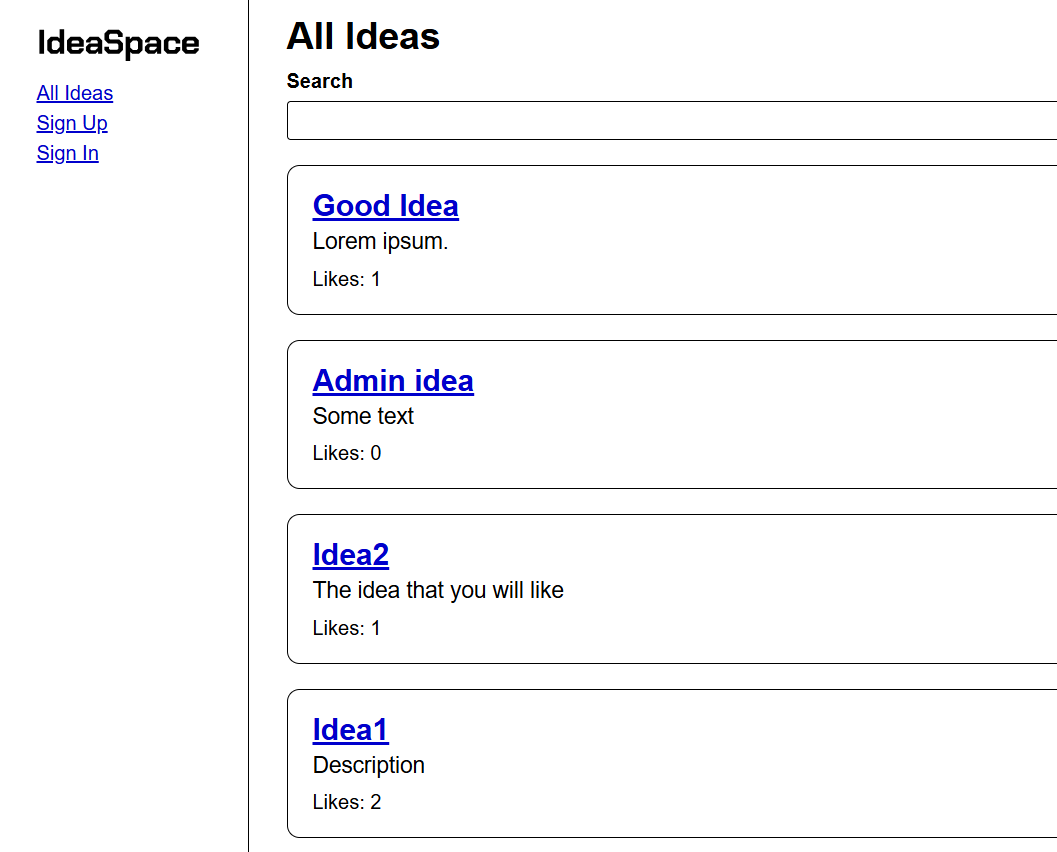 IdeaSpace
All Ideas
Sign Up
Sign In
All Ideas
Search
Good Idea
Lorem ipsum.
Likes: 1
Admin idea
Some text
Likes: 0
Idea2
The idea that you will like
Likes: 1
Idea1
Description
Likes: 2